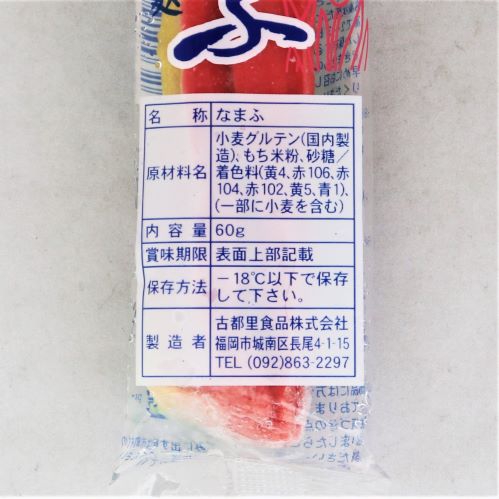 ふ
名称 なまふ
原材料名 小麦グルテン(国内製
造)、もち米粉、砂糖／
着色料(黄4、赤106、赤
104、赤102、黄5、青1)、
(一部に小麦を含む)
内容量 60g
賞味期限 表面上部記載
保存方法 －18℃以下で保存
して下さい。
製造者 古都里食品株式会社
福岡市城南区長尾4-1-15
TEL (092)863-2297